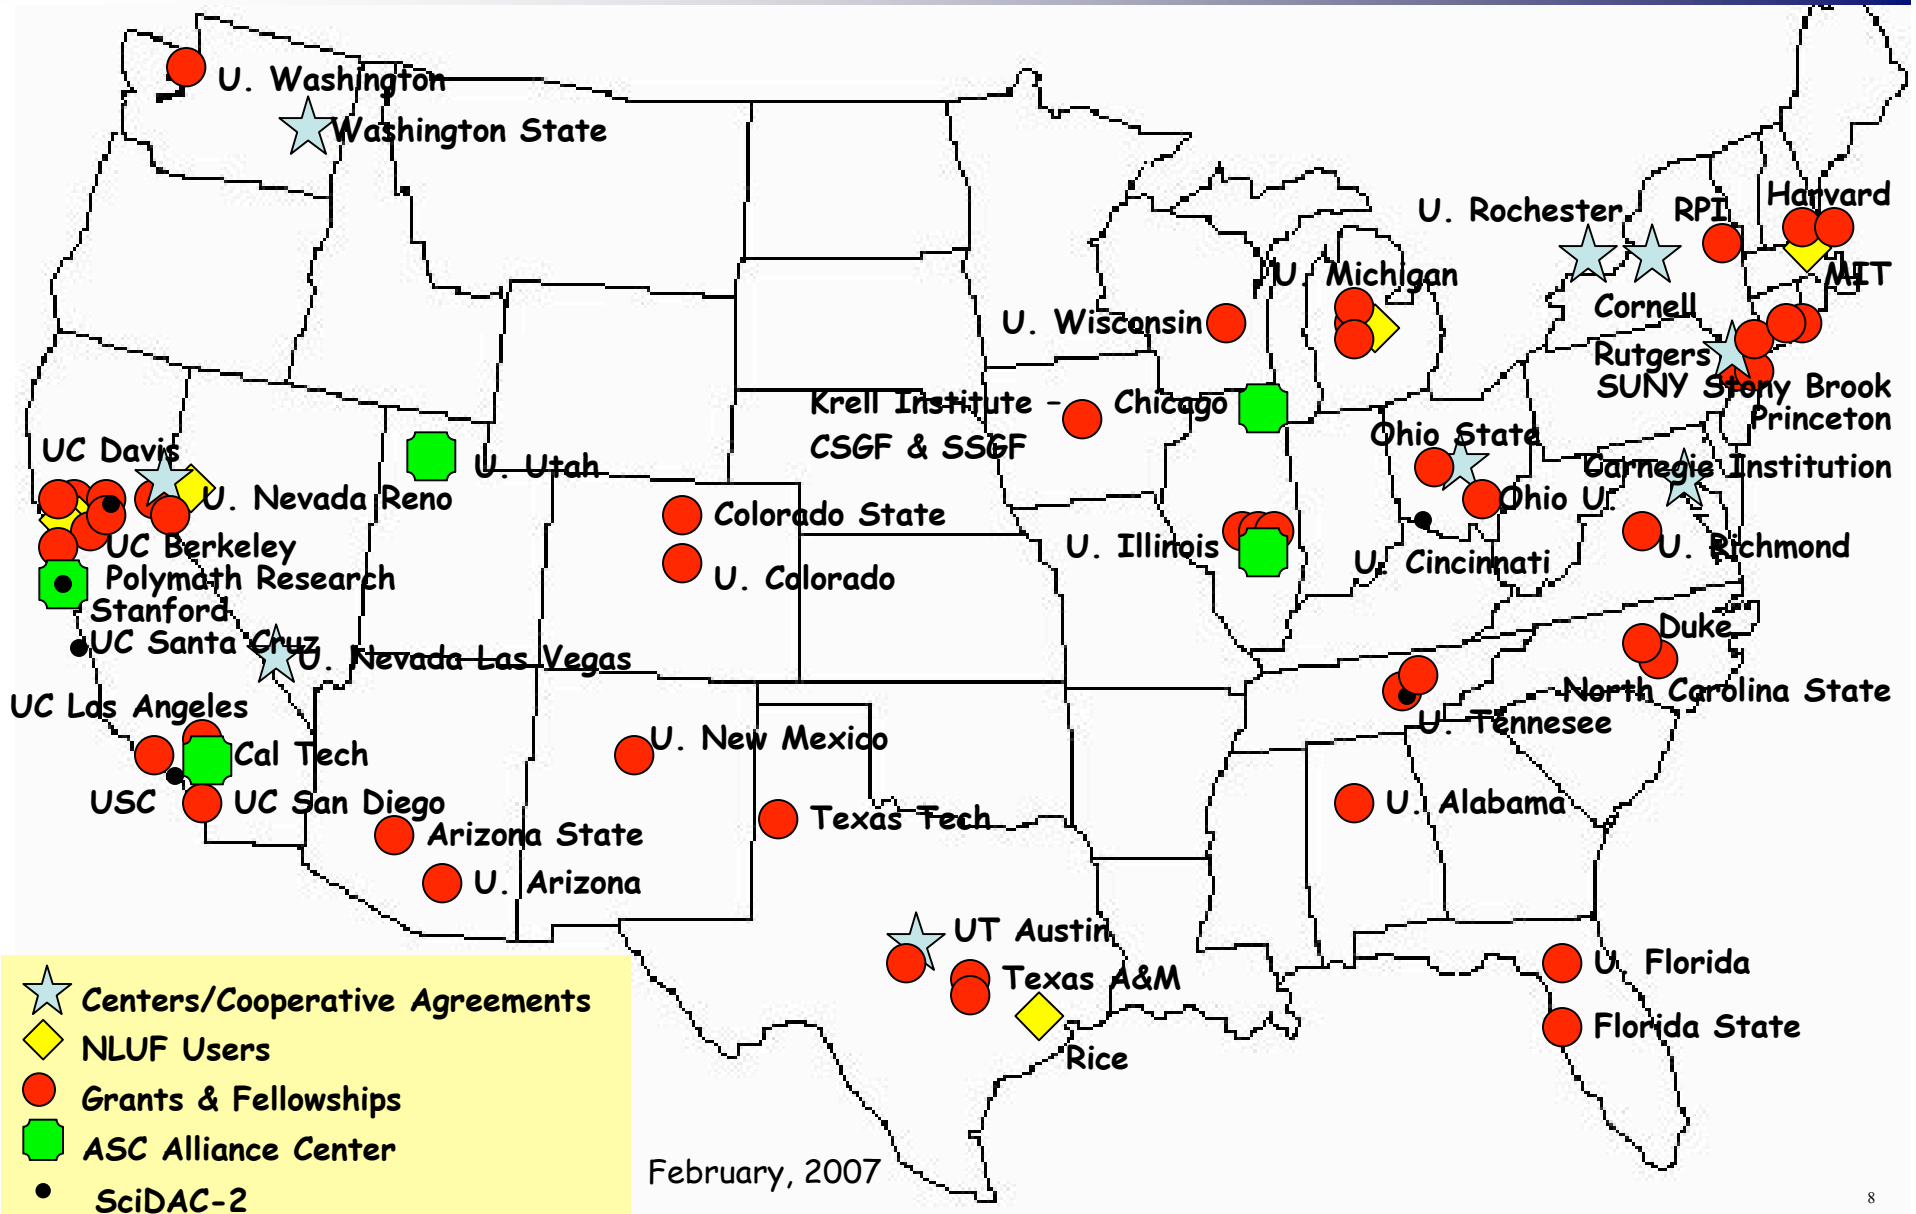 U. Washington
Washington State
Harvard
U. Rochester
RPI
U. Michigan
MIT
Cornell
U. Wisconsin
Rutgers
SUNY Stony Brook
Krell Institute - Chicago
CSGF & SSGF
Princeton
Ohio State
UC Davis
U. Utah
Carnegie Institution
U. Nevada Reno
Ohio U.
Colorado State
UC Berkeley
U. Illinois
U. Richmond
U. Cincinnati
Polymath Research
U. Colorado
Stanford
Duke
UC Santa Cruz
U. Nevada Las Vegas
North Carolina State
UC Los Angeles
U. Tennesee
U. New Mexico
Cal Tech
USC
UC San Diego
U. Alabama
Texas Tech
Arizona State
U. Arizona
UT Austin
U. Florida
Texas A&M
Florida State
Rice
Centers/Cooperative Agreements
NLUF Users
Grants & Fellowships
ASC Alliance Center
SciDAC-2
February, 2007
8